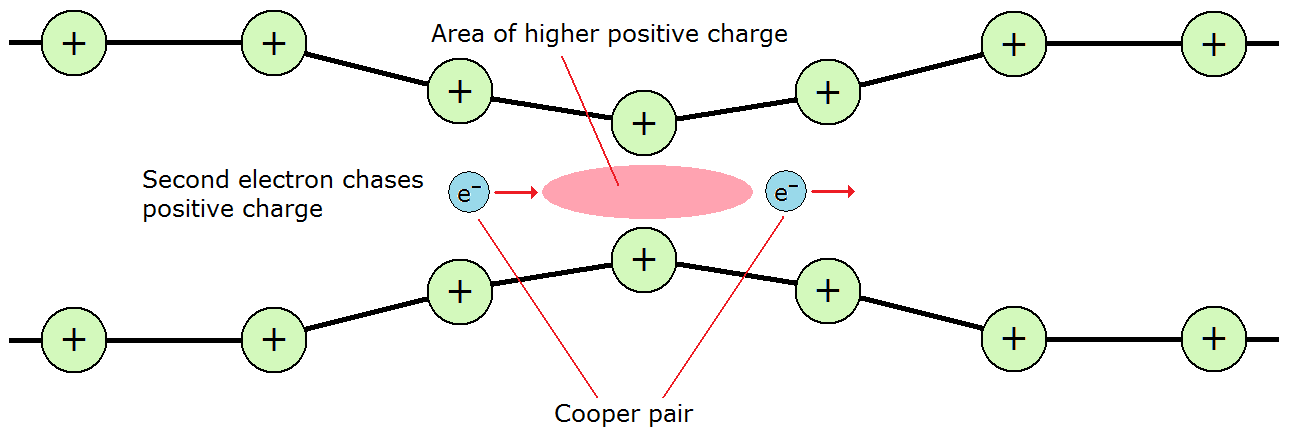 + +
Area of higher positive charge
+ +
+ + +
Second electron chases
positive charge
e⁻ e⁻
+
+ +
+ + + +
Cooper pair